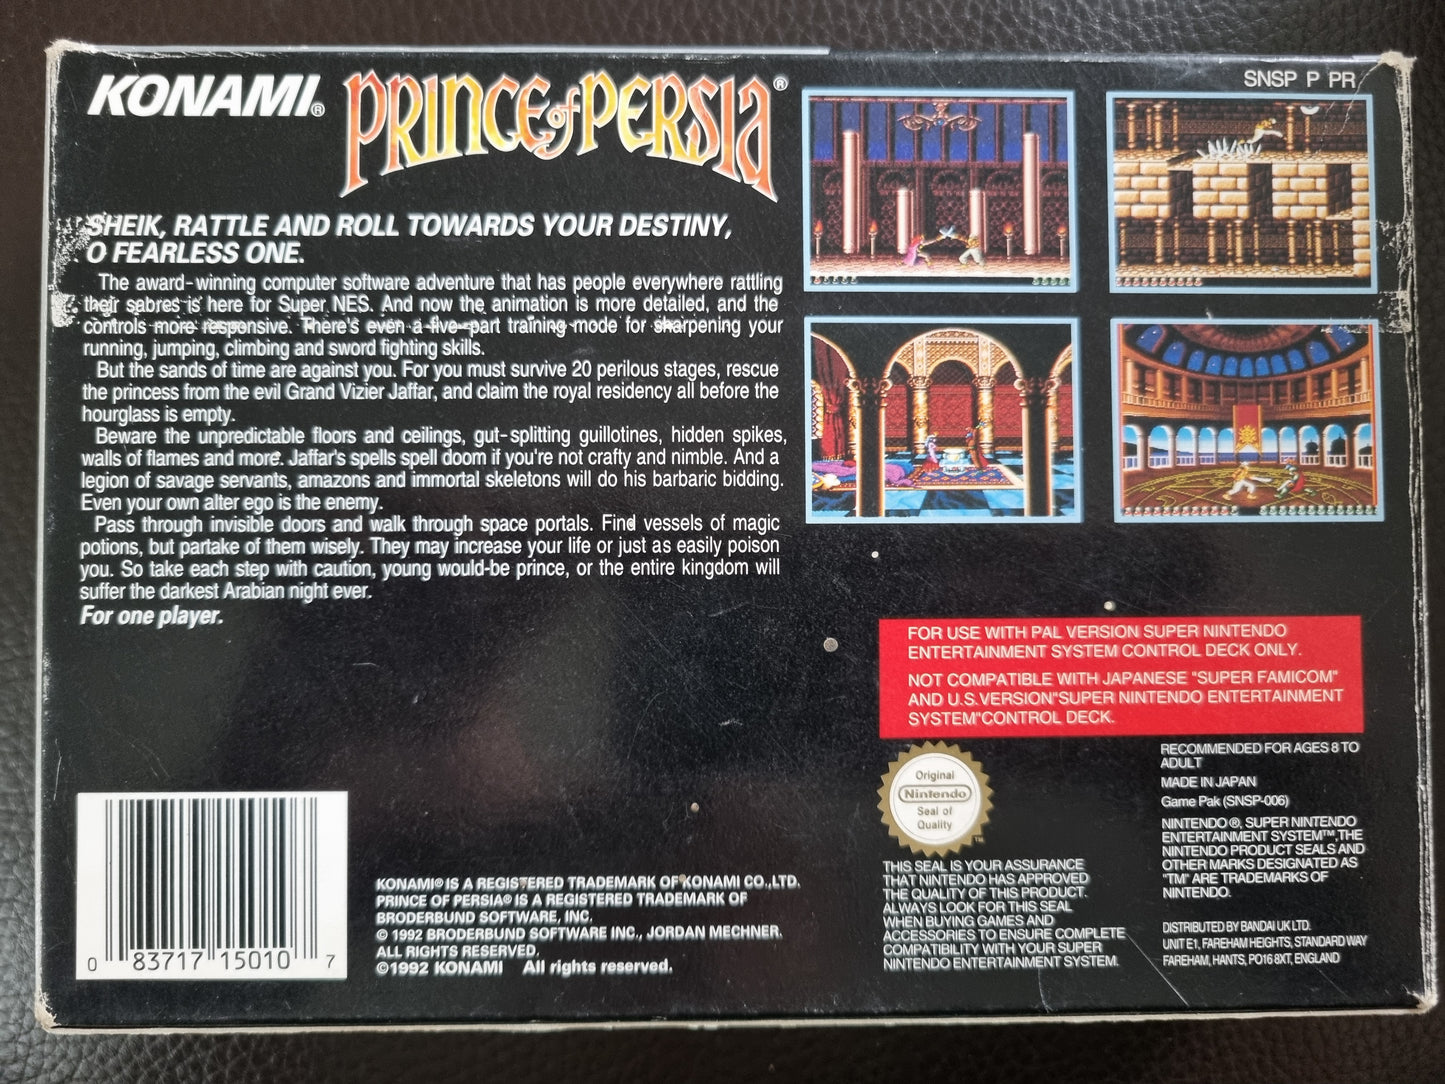 KONAMI®
PRINCE of PERSIA®
SNSP P PR
SHEIK, RATTLE AND ROLL TOWARDS YOUR DESTINY,
O FEARLESS ONE.
The award-winning computer software adventure that has people everywhere rattling
their sabres is here for Super NES. And now the animation is more detailed, and the
controls more responsive. There's even a five-part training mode for sharpening your
running, jumping, climbing and sword fighting skills.
But the sands of time are against you. For you must survive 20 perilous stages, rescue
the princess from the evil Grand Vizier Jaffar, and claim the royal residency all before the
hourglass is empty.
Beware the unpredictable floors and ceilings, gut-splitting guillotines, hidden spikes,
walls of flames and more. Jaffar's spells spell doom if you're not crafty and nimble. And a
legion of savage servants, amazons and immortal skeletons will do his barbaric bidding.
Even your own alter ego is the enemy.
Pass through invisible doors and walk through space portals. Find vessels of magic
potions, but partake of them wisely. They may increase your life or just as easily poison
you. So take each step with caution, young would-be prince, or the entire kingdom will
suffer the darkest Arabian night ever.
For one player.
FOR USE WITH PAL VERSION SUPER NINTENDO
ENTERTAINMENT SYSTEM CONTROL DECK ONLY.
NOT COMPATIBLE WITH JAPANESE "SUPER FAMICOM"
AND U.S.VERSION"SUPER NINTENDO ENTERTAINMENT
SYSTEM"CONTROL DECK.
Original
Nintendo
Seal of
Quality
TM
THIS SEAL IS YOUR ASSURANCE
THAT NINTENDO HAS APPROVED
THE QUALITY OF THIS PRODUCT.
ALWAYS LOOK FOR THIS SEAL
WHEN BUYING GAMES AND
ACCESSORIES TO ENSURE COMPLETE
COMPATIBILITY WITH YOUR SUPER
NINTENDO ENTERTAINMENT SYSTEM.
RECOMMENDED FOR AGES 8 TO
ADULT
MADE IN JAPAN
Game Pak (SNSP-006)
NINTENDO®, SUPER NINTENDO
ENTERTAINMENT SYSTEM™,THE
NINTENDO PRODUCT SEALS AND
OTHER MARKS DESIGNATED AS
"TM" ARE TRADEMARKS OF
NINTENDO.
DISTRIBUTED BY BANDAI UK LTD.
UNIT E1, FAREHAM HEIGHTS, STANDARD WAY
FAREHAM, HANTS, PO16 8XT, ENGLAND
0 83717 15010 7
KONAMI® IS A REGISTERED TRADEMARK OF KONAMI CO.,LTD.
PRINCE OF PERSIA® IS A REGISTERED TRADEMARK OF
BRODERBUND SOFTWARE, INC.
© 1992 BRODERBUND SOFTWARE INC., JORDAN MECHNER.
ALL RIGHTS RESERVED.
©1992 KONAMI All rights reserved.